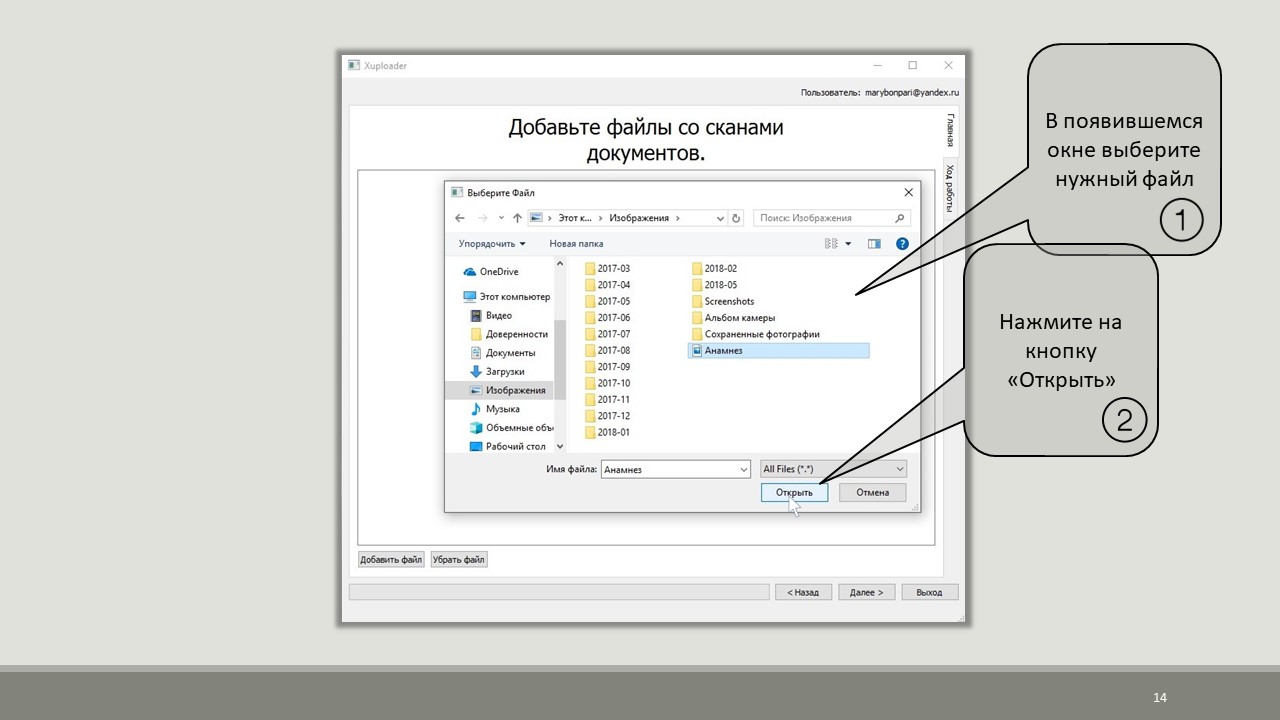 Xuploader
Пользователь: marybonpari@yandex.ru
Главная
Ход работы
Добавьте файлы со сканами
документов.
Выберите Файл
Этот к... > Изображения >
Поиск: Изображения
Упорядочить
Новая папка
OneDrive
Этот компьютер
Видео
Доверенности
Документы
Загрузки
Изображения
Музыка
Объемные объ
Рабочий стол
2017-03
2017-04
2017-05
2017-06
2017-07
2017-08
2017-09
2017-10
2017-11
2017-12
2018-01
2018-02
2018-05
Screenshots
Альбом камеры
Сохраненные фотографии
Анамнез
Имя файла: Анамнез
All Files (*.*)
Открыть
Отмена
Добавить файл
Убрать файл
< Назад
Далее >
Выход
В появившемся
окне выберите
нужный файл
1
Нажмите на
кнопку
«Открыть»
2
14